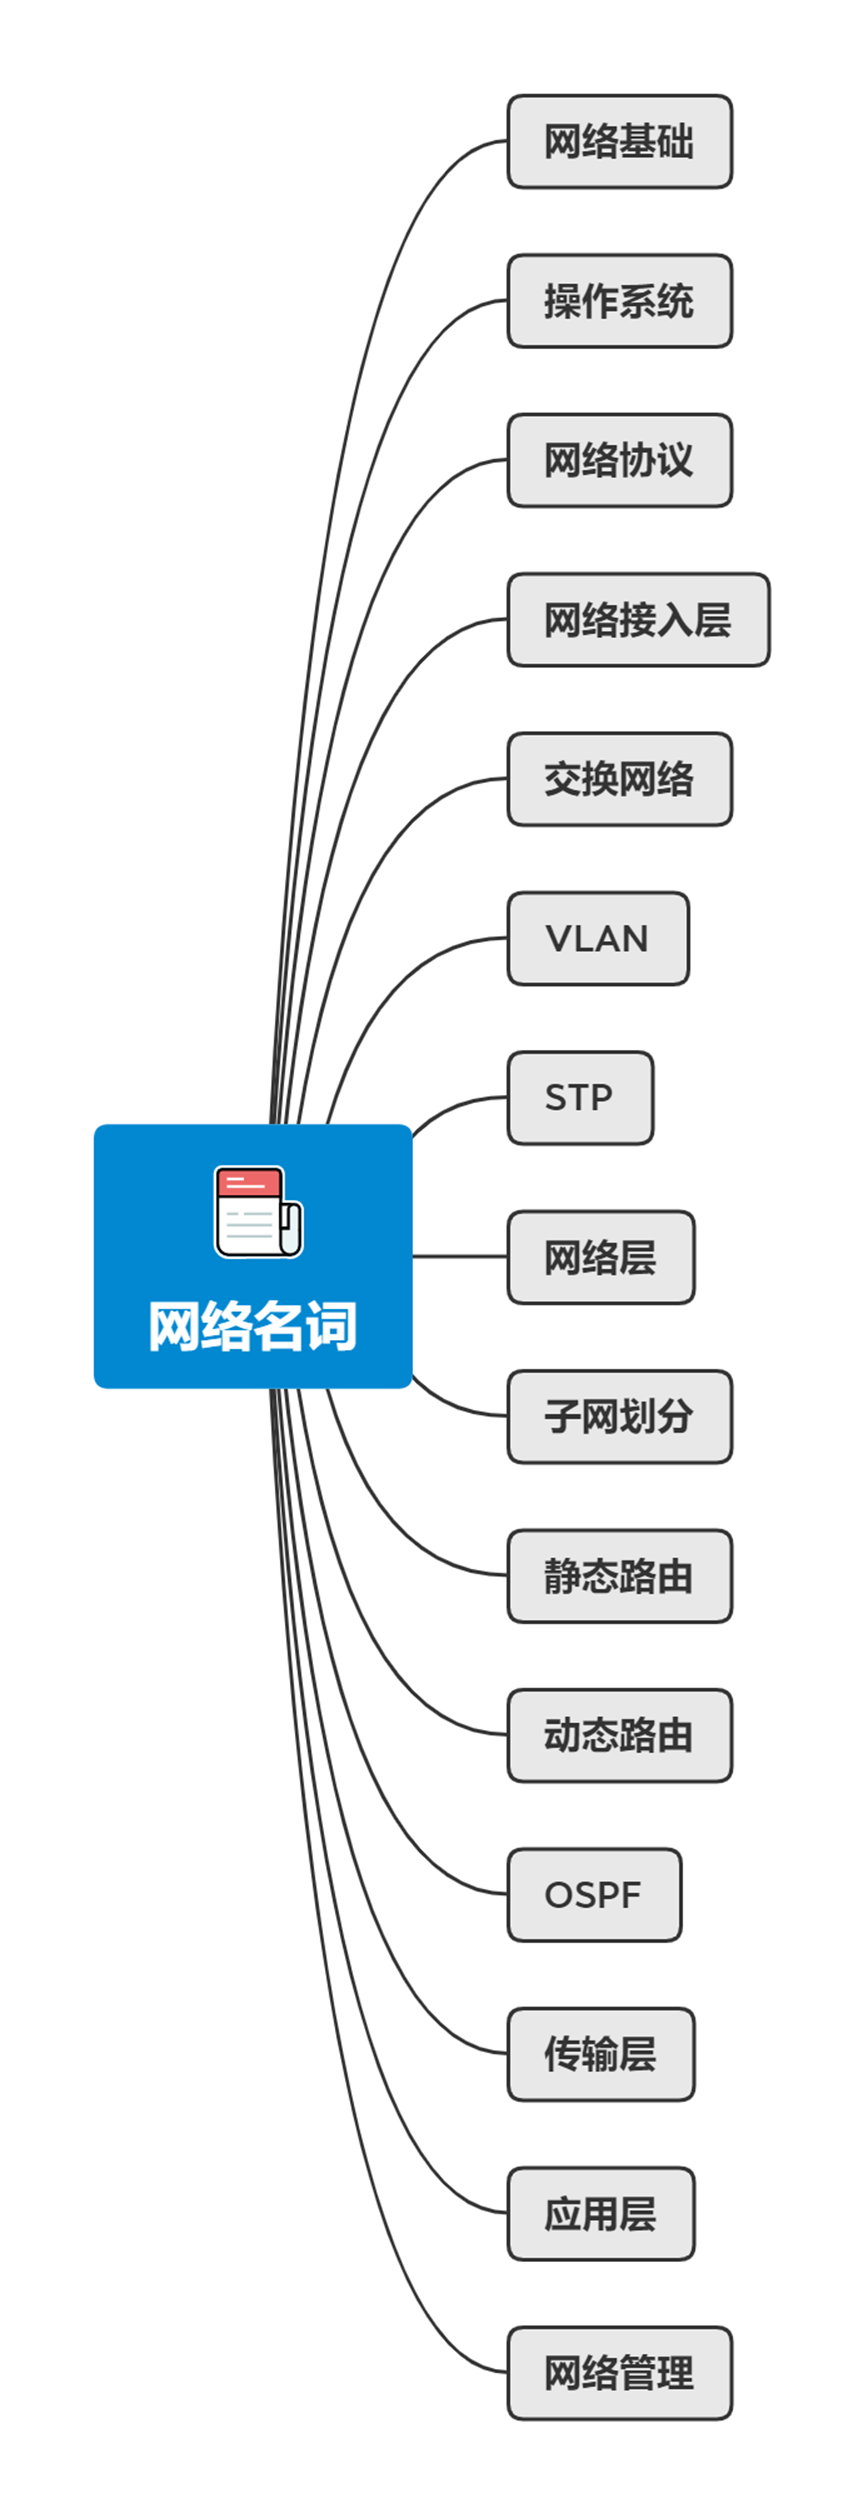 网络名词
网络基础
操作系统
网络协议
网络接入层
交换网络
VLAN
STP
网络层
子网划分
静态路由
动态路由
OSPF
传输层
应用层
网络管理